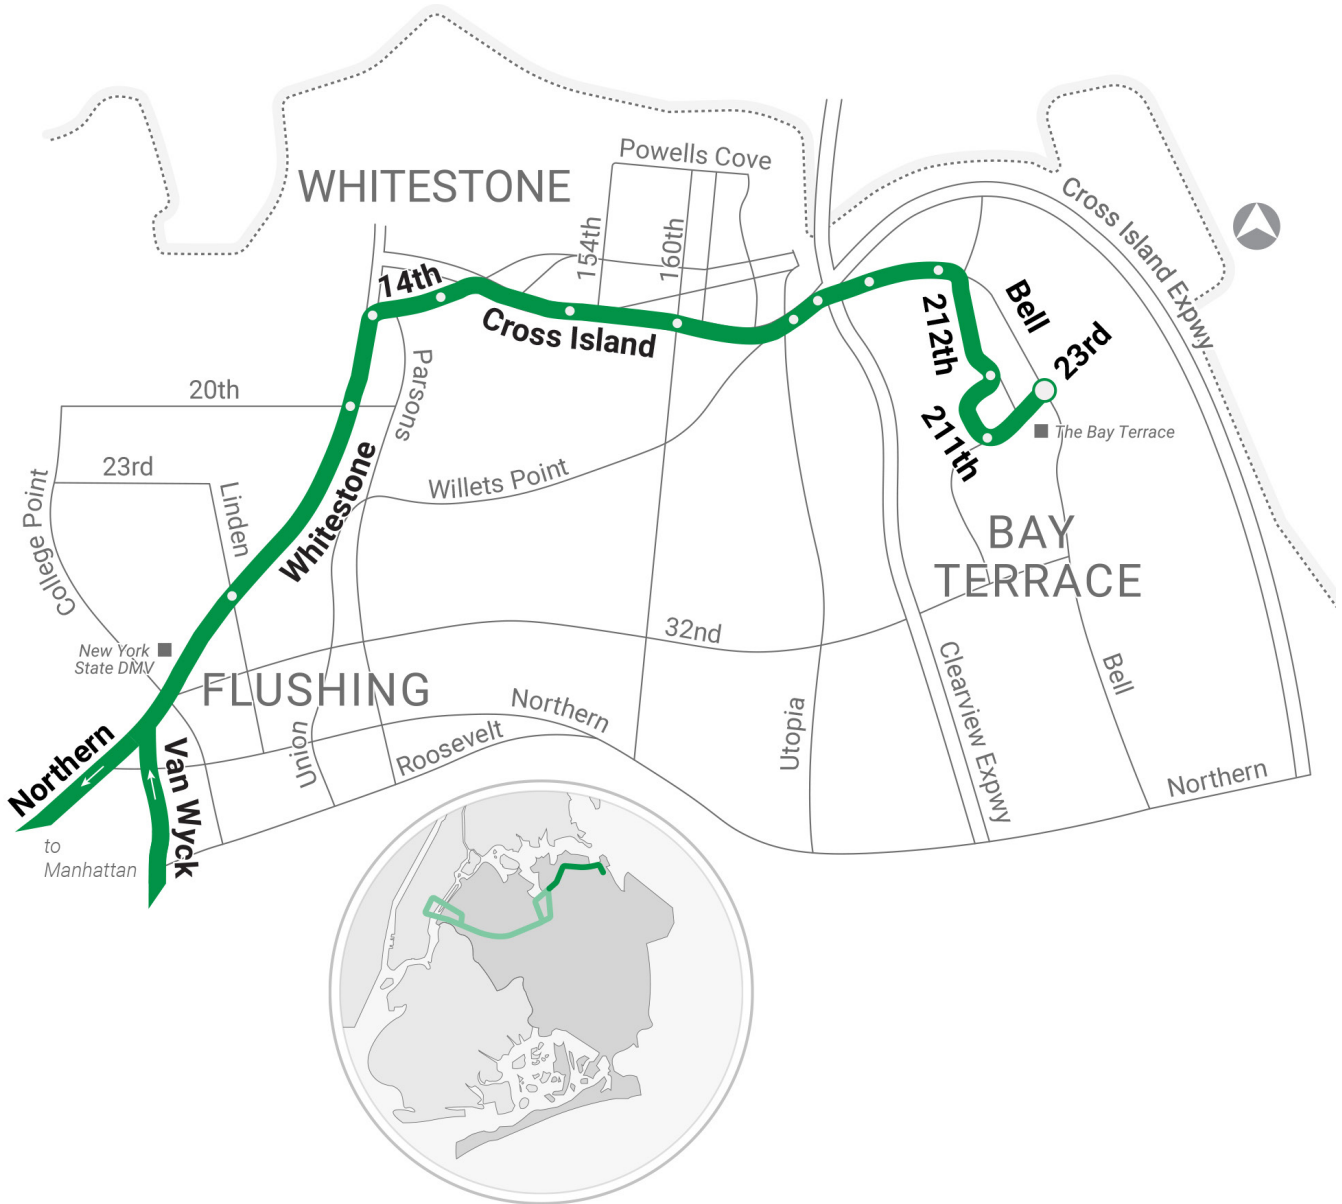 Powells Cove
WHITESTONE
154th
160th
Cross Island Expwy
14th
Cross Island
212th
Bell
23rd
Parsons
20th
211th
The Bay Terrace
23rd
Linden
College Point
Whitestone
Willets Point
BAY
TERRACE
32nd
New York
State DMV
FLUSHING
Clearview Expwy
Bell
Northern
Van Wyck
Union
Roosevelt
Northern
Utopia
Northern
to
Manhattan